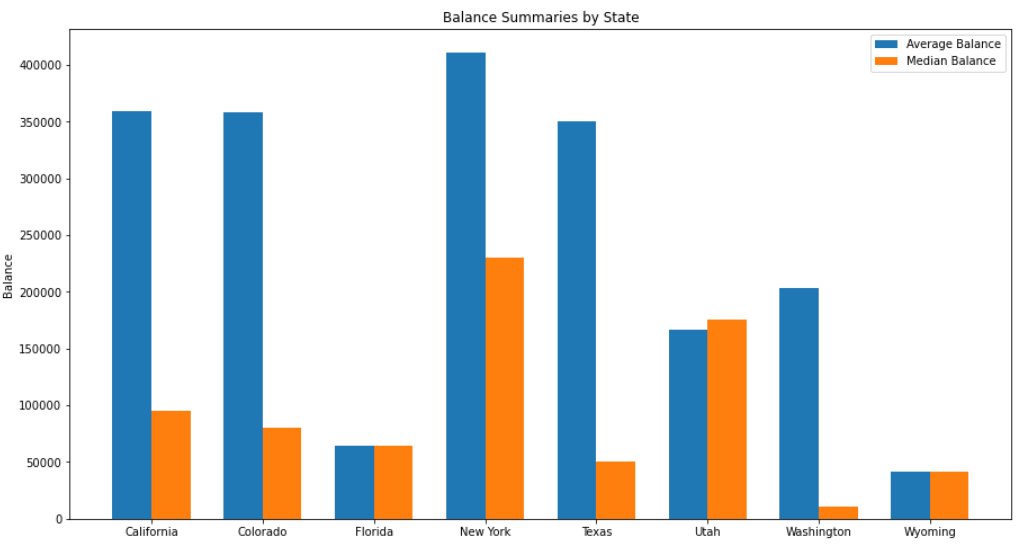 Balance Summaries by State
Average Balance
Median Balance
400000
350000
300000
250000
200000
150000
100000
50000
0
Balance
California Colorado Florida New York Texas Utah Washington Wyoming